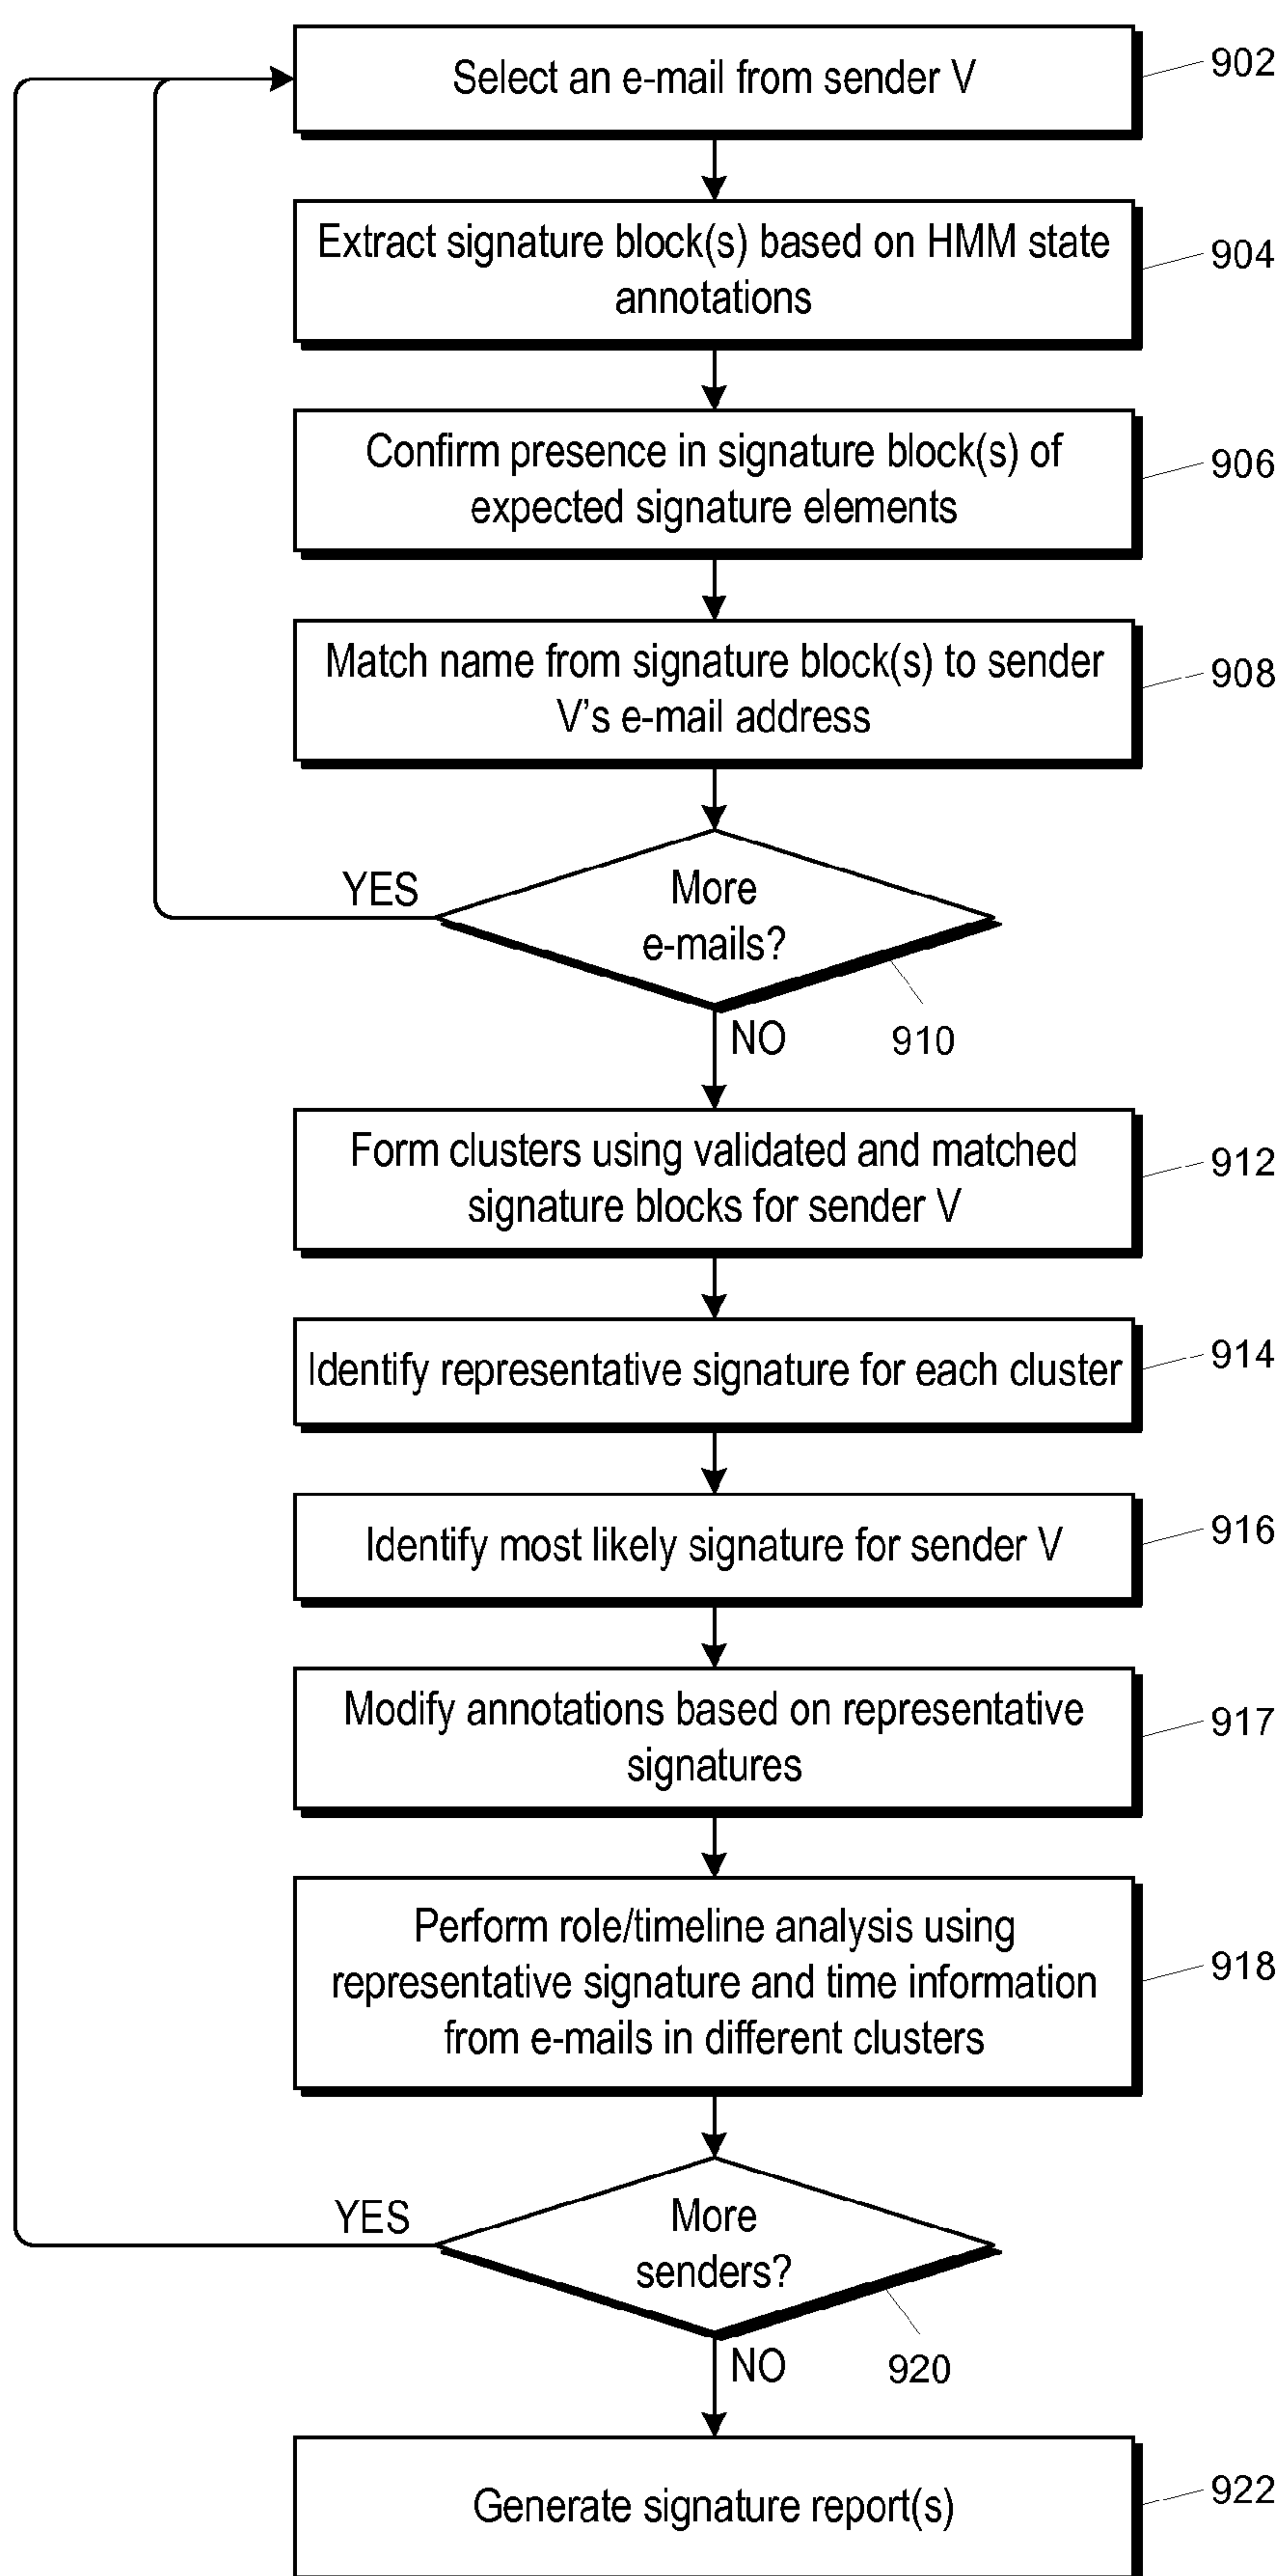 Select an e-mail from sender V
902
Extract signature block(s) based on HMM state
annotations
904
Confirm presence in signature block(s) of
expected signature elements
906
Match name from signature block(s) to sender
V's e-mail address
908
YES
More
e-mails?
NO
910
Form clusters using validated and matched
signature blocks for sender V
912
Identify representative signature for each cluster
914
Identify most likely signature for sender V
916
Modify annotations based on representative
signatures
917
Perform role/timeline analysis using
representative signature and time information
from e-mails in different clusters
918
YES
More
senders?
NO
920
Generate signature report(s)
922